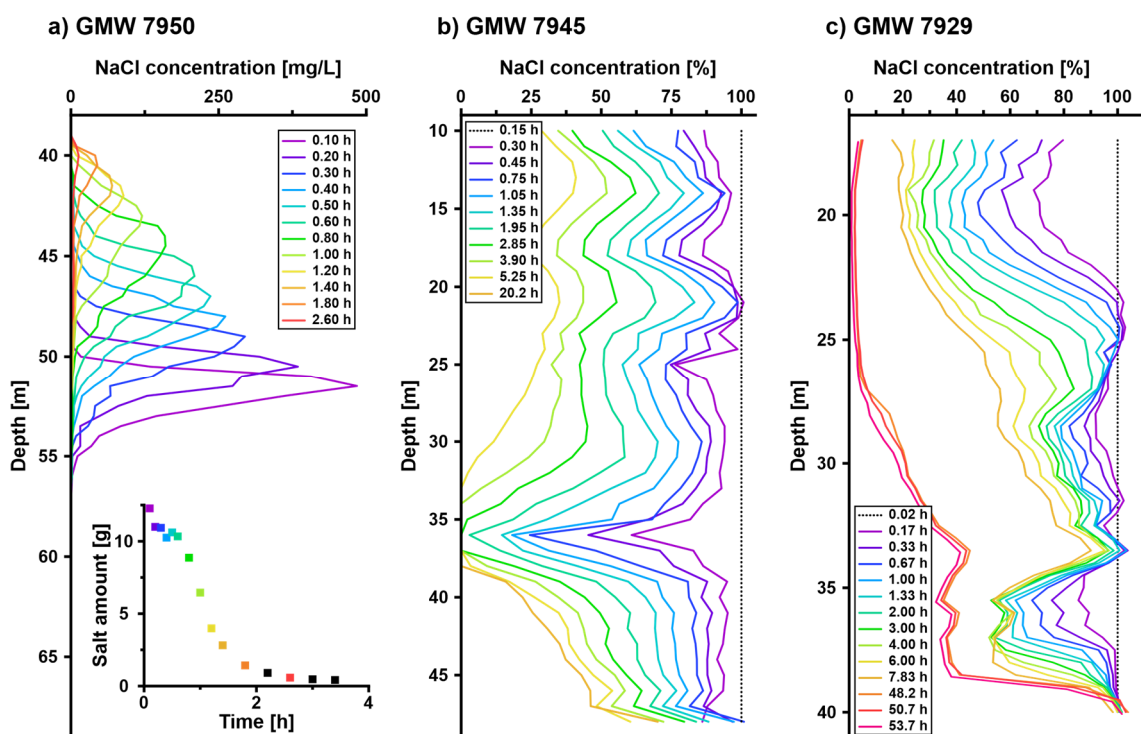 a) GMW 7950
NaCl concentration [mg/L]
0 250 500
Depth [m]
40
45
50
55
60
65
0.10 h
0.20 h
0.30 h
0.40 h
0.50 h
0.60 h
0.80 h
1.00 h
1.20 h
1.40 h
1.80 h
2.60 h
Salt amount [g]
10
5
0
0 2 4
Time [h]
b) GMW 7945
NaCl concentration [%]
0 25 50 75 100
Depth [m]
10
15
20
25
30
35
40
45
0.15 h
0.30 h
0.45 h
0.75 h
1.05 h
1.35 h
1.95 h
2.85 h
3.90 h
5.25 h
20.2 h
c) GMW 7929
NaCl concentration [%]
0 20 40 60 80 100
Depth [m]
20
25
30
35
40
0.02 h
0.17 h
0.33 h
0.67 h
1.00 h
1.33 h
2.00 h
3.00 h
4.00 h
6.00 h
7.83 h
48.2 h
50.7 h
53.7 h